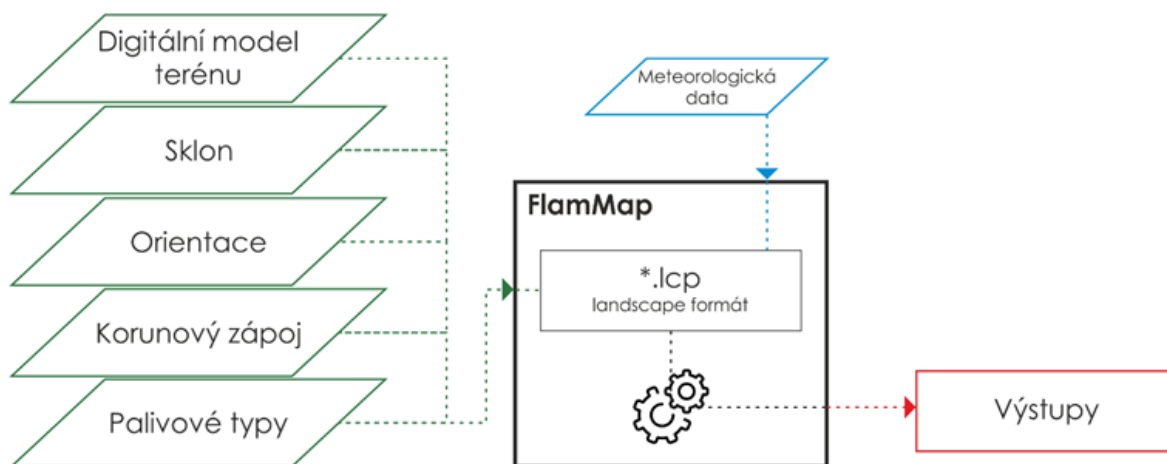 Digitální model
terénu
Sklon
Orientace
Korunový zápoj
Palivové typy
Meteorologická
data
FlamMap
*.lcp
landscape formát
Výstupy